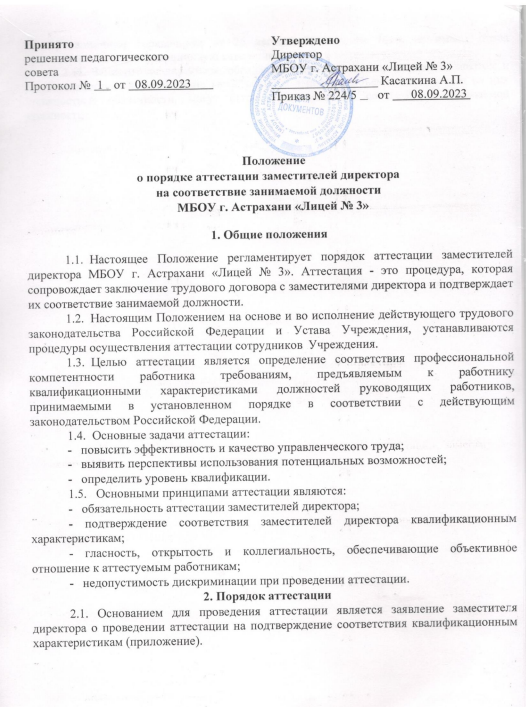 Принято
решением педагогического
совета
Протокол № 1 от 08.09.2023
Утверждено
Директор
МБОУ г. Астрахани «Лицей № 3»
Касаткина А.П.
Приказ № 224/5 от 08.09.2023
ДОКУМЕНТОВ
Положение
о порядке аттестации заместителей директора
на соответствие занимаемой должности
МБОУ г. Астрахани «Лицей № 3»
1. Общие положения
1.1. Настоящее Положение регламентирует порядок аттестации заместителей
директора МБОУ г. Астрахани «Лицей № 3». Аттестация - это процедура, которая
сопровождает заключение трудового договора с заместителями директора и подтверждает
их соответствие занимаемой должности.
1.2. Настоящим Положением на основе и во исполнение действующего трудового
законодательства Российской Федерации и Устава Учреждения, устанавливаются
процедуры осуществления аттестации сотрудников Учреждения.
1.3. Целью аттестации является определение соответствия профессиональной
компетентности работника требованиям, предъявляемым к работнику
квалификационными характеристиками должностей руководящих работников,
принимаемыми в установленном порядке в соответствии с действующим
законодательством Российской Федерации.
1.4. Основные задачи аттестации:
- повысить эффективность и качество управленческого труда;
- выявить перспективы использования потенциальных возможностей;
- определить уровень квалификации.
1.5. Основными принципами аттестации являются:
- обязательность аттестации заместителей директора;
- подтверждение соответствия заместителей директора квалификационным
характеристикам;
- гласность, открытость и коллегиальность, обеспечивающие объективное
отношение к аттестуемым работникам;
- недопустимость дискриминации при проведении аттестации.
2. Порядок аттестации
2.1. Основанием для проведения аттестации является заявление заместителя
директора о проведении аттестации на подтверждение соответствия квалификационным
характеристикам (приложение).